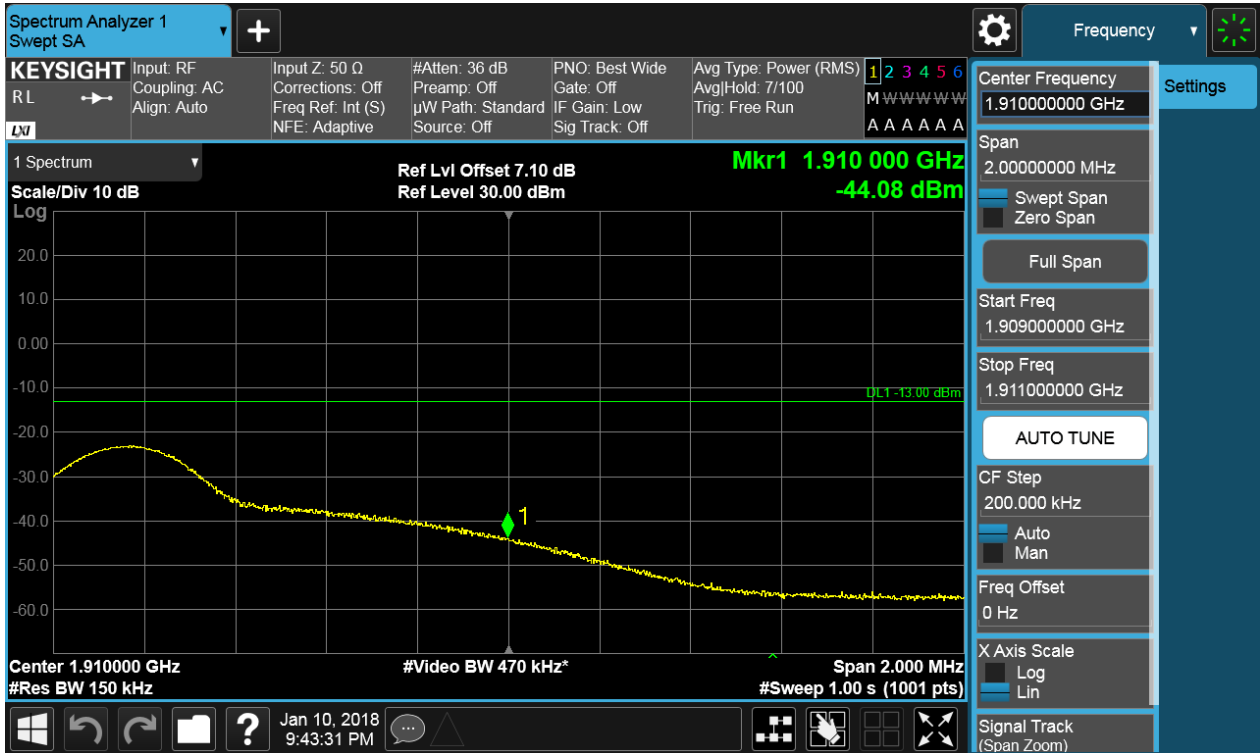 Spectrum Analyzer 1
Swept SA
+
Frequency
KEYSIGHT
R L
LXI
Input: RF
Coupling: AC
Align: Auto
Input Z: 50 Ω
Corrections: Off
Freq Ref: Int (S)
NFE: Adaptive
#Atten: 36 dB
Preamp: Off
µW Path: Standard
Source: Off
PNO: Best Wide
Gate: Off
IF Gain: Low
Sig Track: Off
Avg Type: Power (RMS)
Avg|Hold: 7/100
Trig: Free Run
1 2 3 4 5 6
M W W W W W
A A A A A A
1 Spectrum
Scale/Div 10 dB
Log
Ref Lvl Offset 7.10 dB
Ref Level 30.00 dBm
Mkr1 1.910 000 GHz
-44.08 dBm
20.0
10.0
0.00
-10.0
-20.0
-30.0
-40.0
-50.0
-60.0
DL1 -13.00 dBm
1
Center 1.910000 GHz
#Res BW 150 kHz
#Video BW 470 kHz*
Span 2.000 MHz
#Sweep 1.00 s (1001 pts)
Center Frequency
1.910000000 GHz
Span
2.00000000 MHz
Swept Span
Zero Span
Full Span
Start Freq
1.909000000 GHz
Stop Freq
1.911000000 GHz
AUTO TUNE
CF Step
200.000 kHz
Auto
Man
Freq Offset
0 Hz
X Axis Scale
Log
Lin
Signal Track
(Span Zoom)
Settings
?
Jan 10, 2018
9:43:31 PM